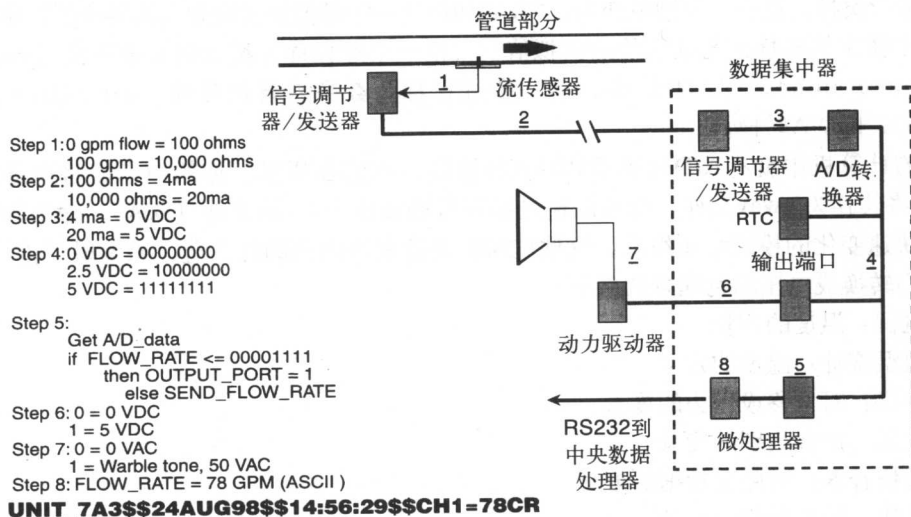 管道部分
1
流传感器
信号调节
器/发送器
2
数据集中器
3
信号调节器
/发送器
A/D转
换器
RTC
输出端口
4
7
6
动力驱动器
8
5
微处理器
RS232到
中央数据
处理器
Step 1:0 gpm flow = 100 ohms
100 gpm = 10,000 ohms
Step 2:100 ohms = 4ma
10,000 ohms = 20ma
Step 3:4 ma = 0 VDC
20 ma = 5 VDC
Step 4:0 VDC = 00000000
2.5 VDC = 10000000
5 VDC = 11111111
Step 5:
Get A/D_data
if FLOW_RATE <= 00001111
then OUTPUT_PORT = 1
else SEND_FLOW_RATE
Step 6: 0 = 0 VDC
1 = 5 VDC
Step 7: 0 = 0 VAC
1 = Warble tone, 50 VAC
Step 8: FLOW_RATE = 78 GPM (ASCII )
UNIT 7A3$$24AUG98$$14:56:29$$CH1=78CR